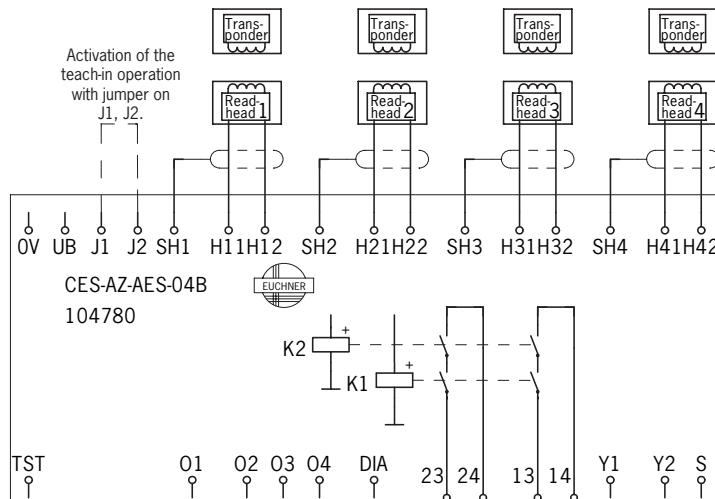 Trans-
ponder
Trans-
ponder
Trans-
ponder
Trans-
ponder
Activation of the
teach-in operation
with jumper on
J1, J2.
Read-
head 1
Read-
head 2
Read-
head 3
Read-
head 4
0V UB J1 J2 SH1 H11 H12 SH2 H21 H22 SH3 H31 H32 SH4 H41 H42
CES-AZ-AES-04B
EUCHNER
104780
K2 +
K1 +
TST O1 O2 O3 O4 DIA 23 24 13 14 Y1 Y2 S